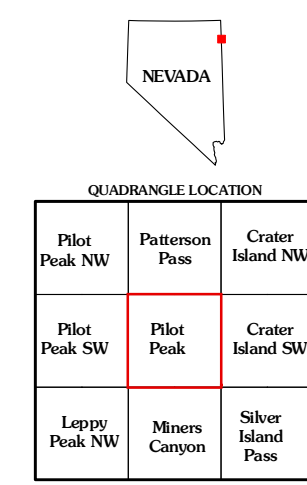 NEVADA
QUADRANGLE LOCATION
Pilot
Peak NW
Patterson
Pass
Crater
Island NW
Pilot
Peak SW
Pilot
Peak
Crater
Island SW
Leppy
Peak NW
Miners
Canyon
Silver
Island
Pass